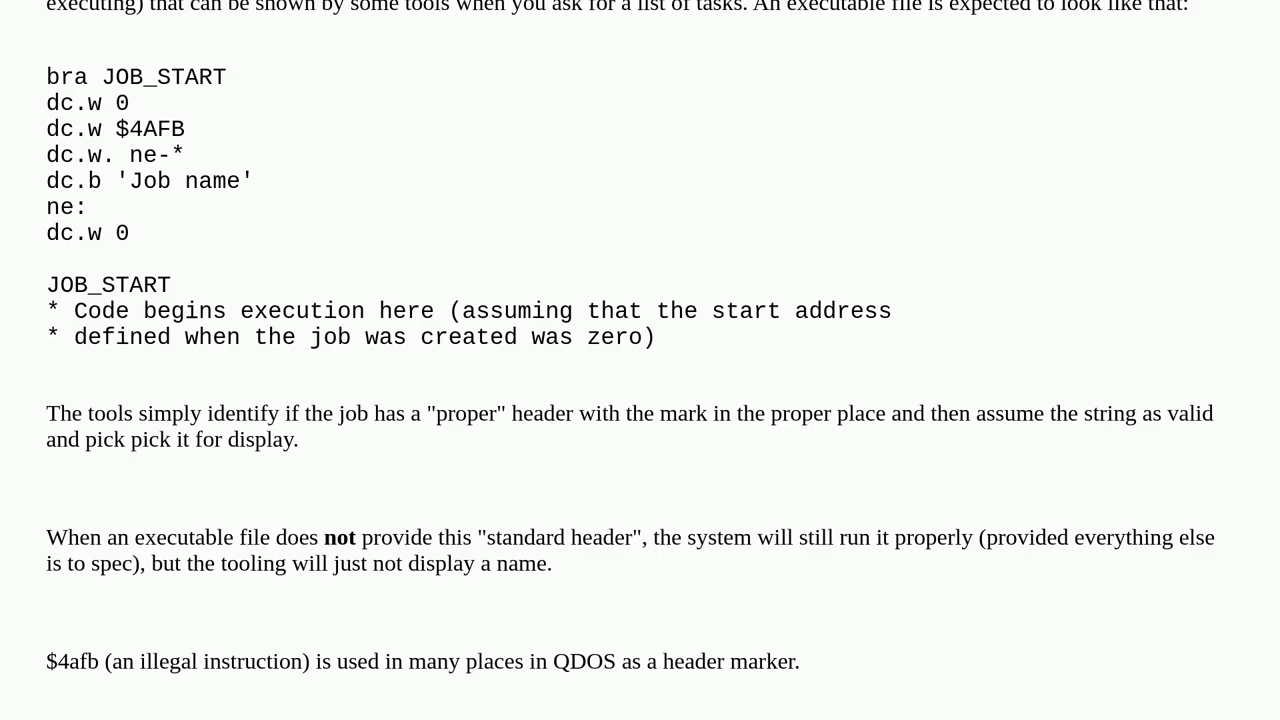 executing) that can be shown by some tools when you ask for a list of tasks. An executable file is expected to look like that:
bra JOB_START
dc.w 0
dc.w $4AFB
dc.w. ne-*
dc.b 'Job name'
ne:
dc.w 0
JOB_START
* Code begins execution here (assuming that the start address
* defined when the job was created was zero)
The tools simply identify if the job has a "proper" header with the mark in the proper place and then assume the string as valid
and pick pick it for display.
When an executable file does not provide this "standard header", the system will still run it properly (provided everything else
is to spec), but the tooling will just not display a name.
$4afb (an illegal instruction) is used in many places in QDOS as a header marker.